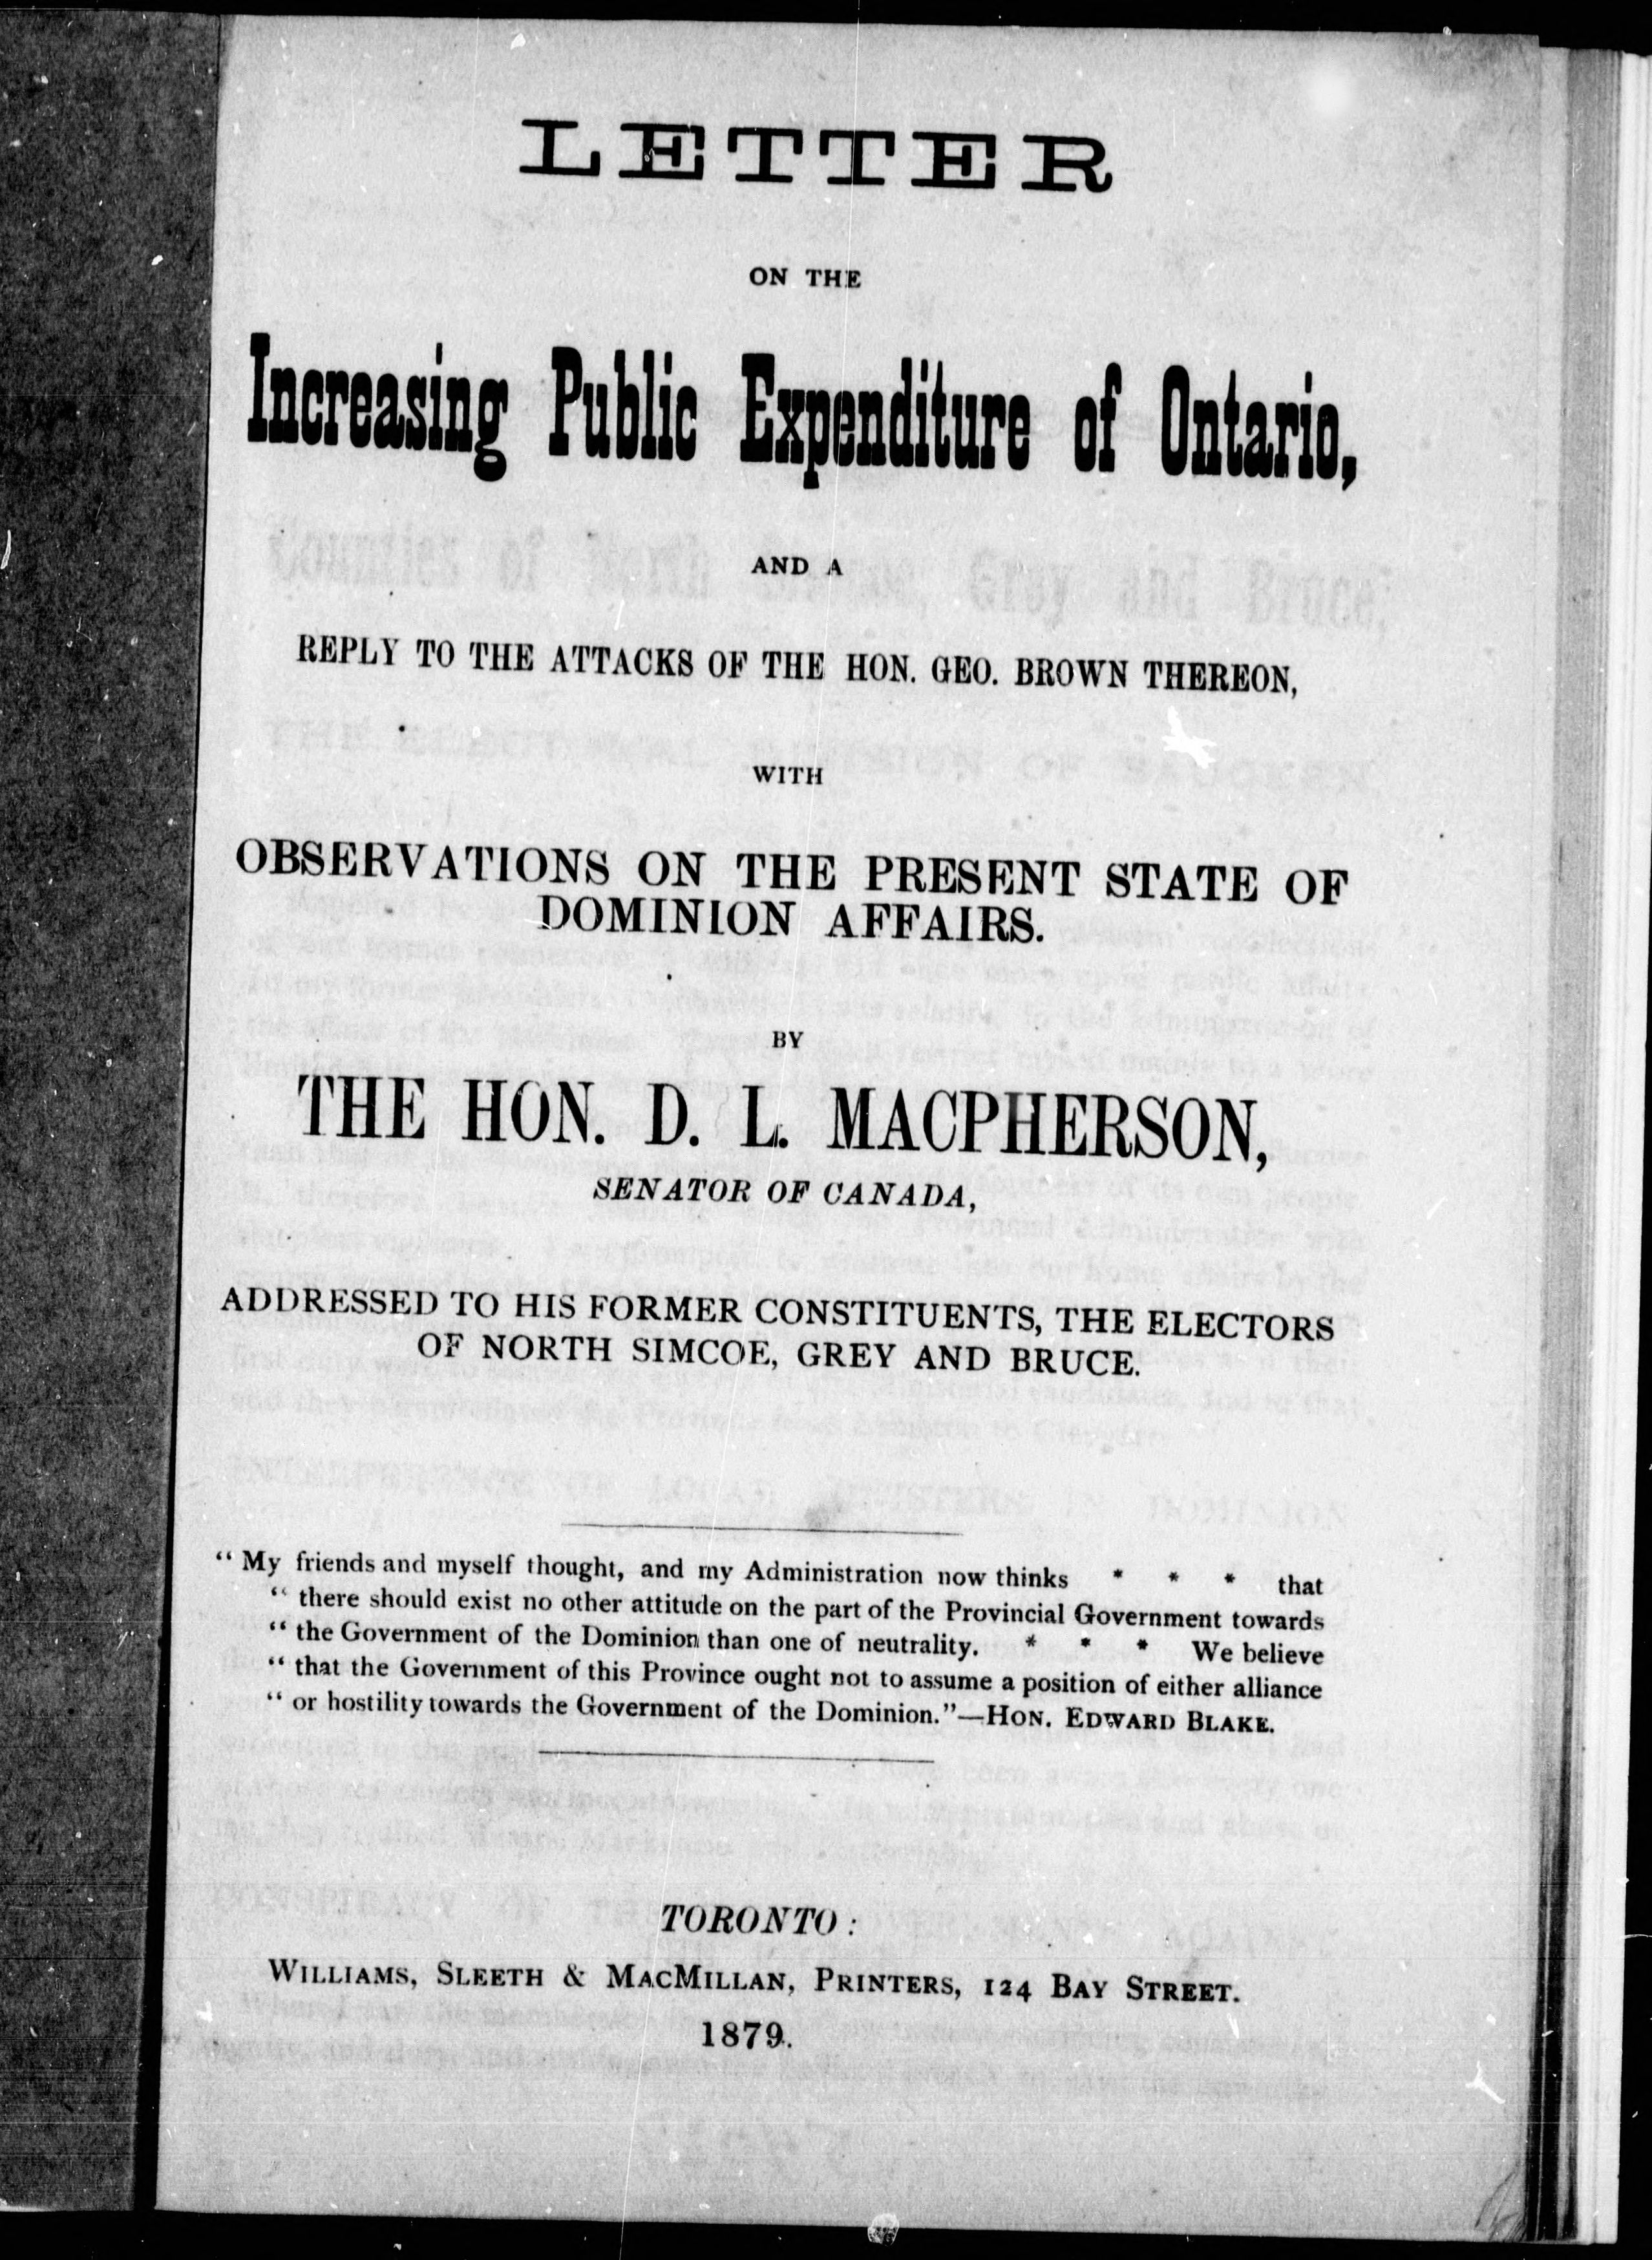 LETTER
ON THE
Increasing Public Expenditure of Ontario,
AND A
REPLY TO THE ATTACKS OF THE HON. GEO. BROWN THEREON,
WITH
OBSERVATIONS ON THE PRESENT STATE OF
DOMINION AFFAIRS.
BY
THE HON. D. L. MACPHERSON,
SENATOR OF CANADA,
ADDRESSED TO HIS FORMER CONSTITUENTS, THE ELECTORS
OF NORTH SIMCOE, GREY AND BRUCE.
“ My friends and myself thought, and my Administration now thinks * * * that
“ there should exist no other attitude on the part of the Provincial Government towards
“ the Government of the Dominion than one of neutrality. * * * We believe
“ that the Government of this Province ought not to assume a position of either alliance
“ or hostility towards the Government of the Dominion.”—HON. EDWARD BLAKE.
TORONTO :
WILLIAMS, SLEETH & MACMILLAN, PRINTERS, 124 BAY STREET.
1879.